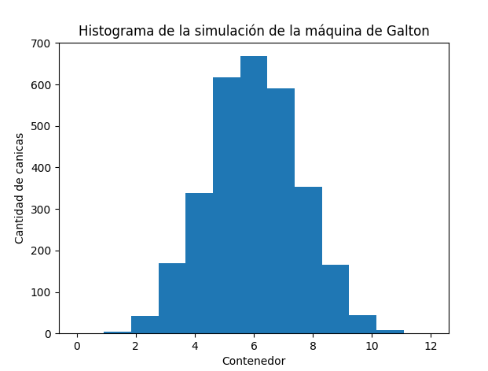 Histograma de la simulación de la máquina de Galton
700
600
500
400
300
200
100
0
Cantidad de canicas
0 2 4 6 8 10 12
Contenedor